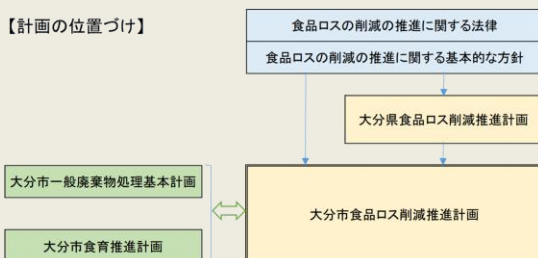 【計画の位置づけ】
食品ロスの削減の推進に関する法律
食品ロスの削減の推進に関する基本的な方針
大分県食品ロス削減推進計画
大分市一般廃棄物処理基本計画
大分市食品ロス削減推進計画
大分市食育推進計画